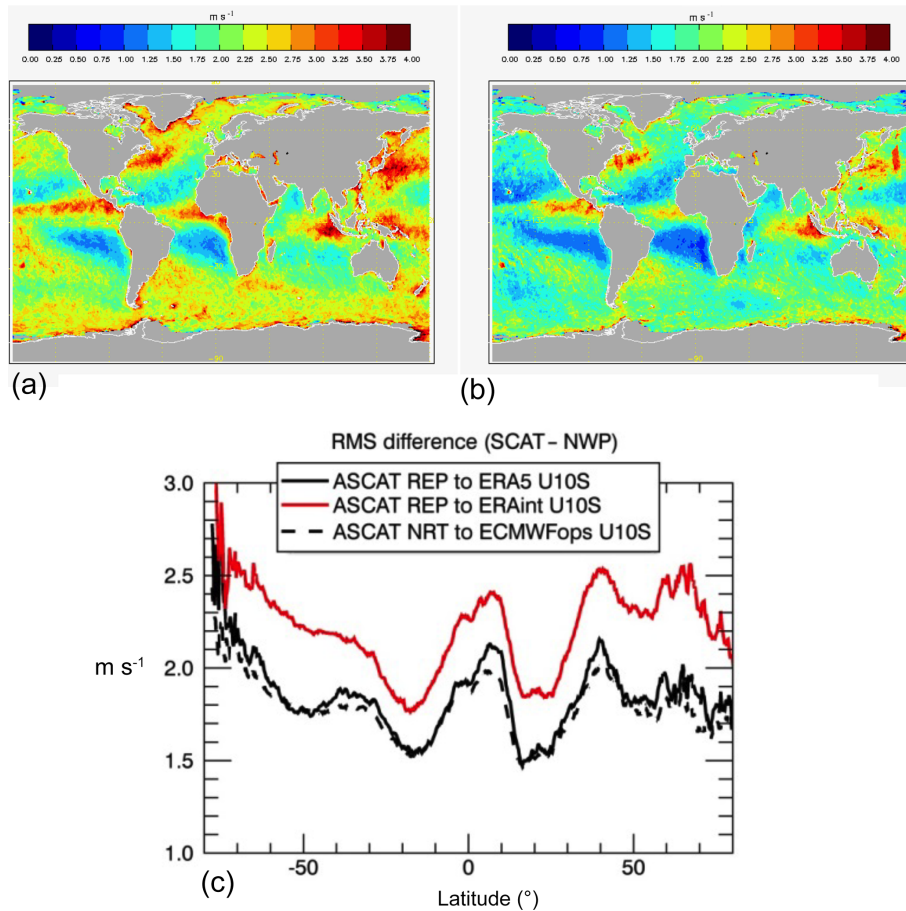 m s⁻¹
0.00 0.25 0.50 0.75 1.00 1.25 1.50 1.75 2.00 2.25 2.50 2.75 3.00 3.25 3.50 3.75 4.00
30
−90
(a)
m s⁻¹
0.00 0.25 0.50 0.75 1.00 1.25 1.50 1.75 2.00 2.25 2.50 2.75 3.00 3.25 3.50 3.75 4.00
30
−90
(b)
RMS difference (SCAT – NWP)
ASCAT REP to ERA5 U10S
ASCAT REP to ERAint U10S
ASCAT NRT to ECMWFops U10S
3.0
2.5
m s⁻¹
2.0
1.5
1.0
-50 0 50
(c)
Latitude (°)